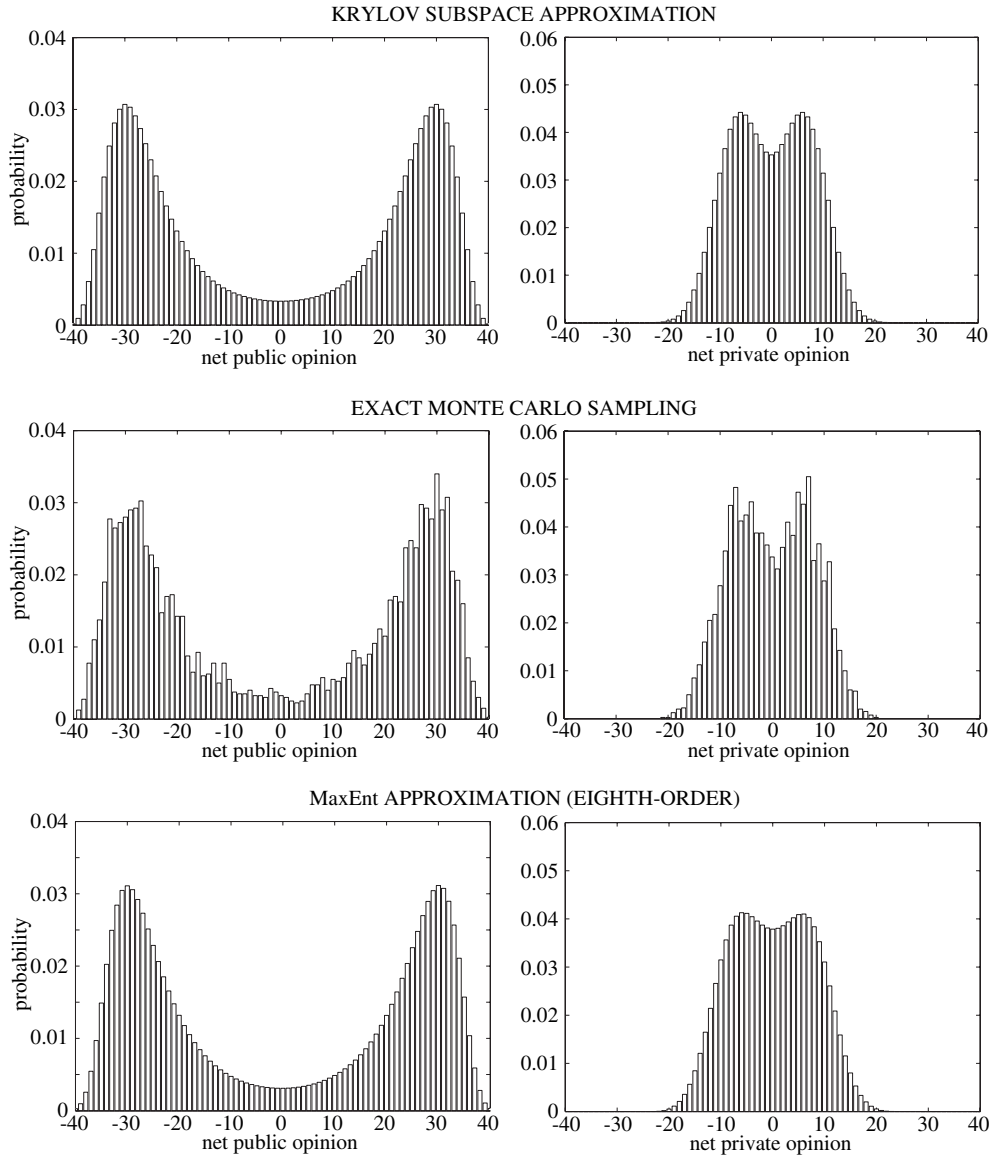 KRYLOV SUBSPACE APPROXIMATION
0.04
0.03
0.02
0.01
0
probability
-40 -30 -20 -10 0 10 20 30 40
net public opinion
0.06
0.05
0.04
0.03
0.02
0.01
0
-40 -30 -20 -10 0 10 20 30 40
net private opinion
EXACT MONTE CARLO SAMPLING
0.04
0.03
0.02
0.01
0
probability
-40 -30 -20 -10 0 10 20 30 40
net public opinion
0.06
0.05
0.04
0.03
0.02
0.01
0
-40 -30 -20 -10 0 10 20 30 40
net private opinion
MaxEnt APPROXIMATION (EIGHTH-ORDER)
0.04
0.03
0.02
0.01
0
probability
-40 -30 -20 -10 0 10 20 30 40
net public opinion
0.06
0.05
0.04
0.03
0.02
0.01
0
-40 -30 -20 -10 0 10 20 30 40
net private opinion